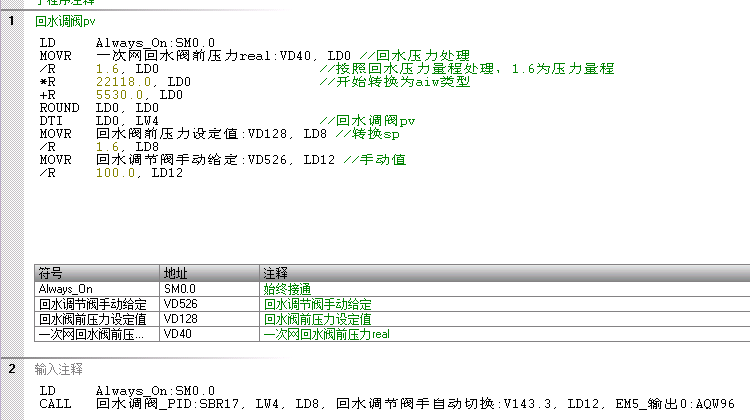 子程序注释
1 回水调阀pv
LD Always_On:SM0.0
MOVR 一次网回水阀前压力real:VD40, LD0 //回水压力处理
/R 1.6, LD0 //按照回水压力量程处理，1.6为压力量程
*R 22118.0, LD0 //开始转换为aiw类型
+R 5530.0, LD0
ROUND LD0, LD0
DTI LD0, LW4 //回水调阀pv
MOVR 回水阀前压力设定值:VD128, LD8 //转换sp
/R 1.6, LD8
MOVR 回水调节阀手动给定:VD526, LD12 //手动值
/R 100.0, LD12
符号 地址 注释
Always_On SM0.0 始终接通
回水调节阀手动给定 VD526 回水调节阀手动给定
回水阀前压力设定值 VD128 回水阀前压力设定值
一次网回水阀前压... VD40 一次网回水阀前压力real
2 输入注释
LD Always_On:SM0.0
CALL 回水调阀_PID:SBR17, LW4, LD8, 回水调节阀手自动切换:V143.3, LD12, EM5_输出0:AQW96